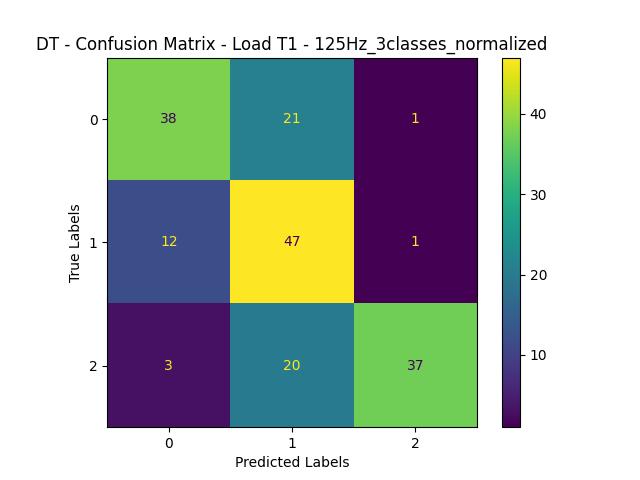 DT - Confusion Matrix - Load T1 - 125Hz_3classes_normalized
0 38 21 1
1 12 47 1
2 3 20 37
0 1 2
Predicted Labels
True Labels
40
30
20
10